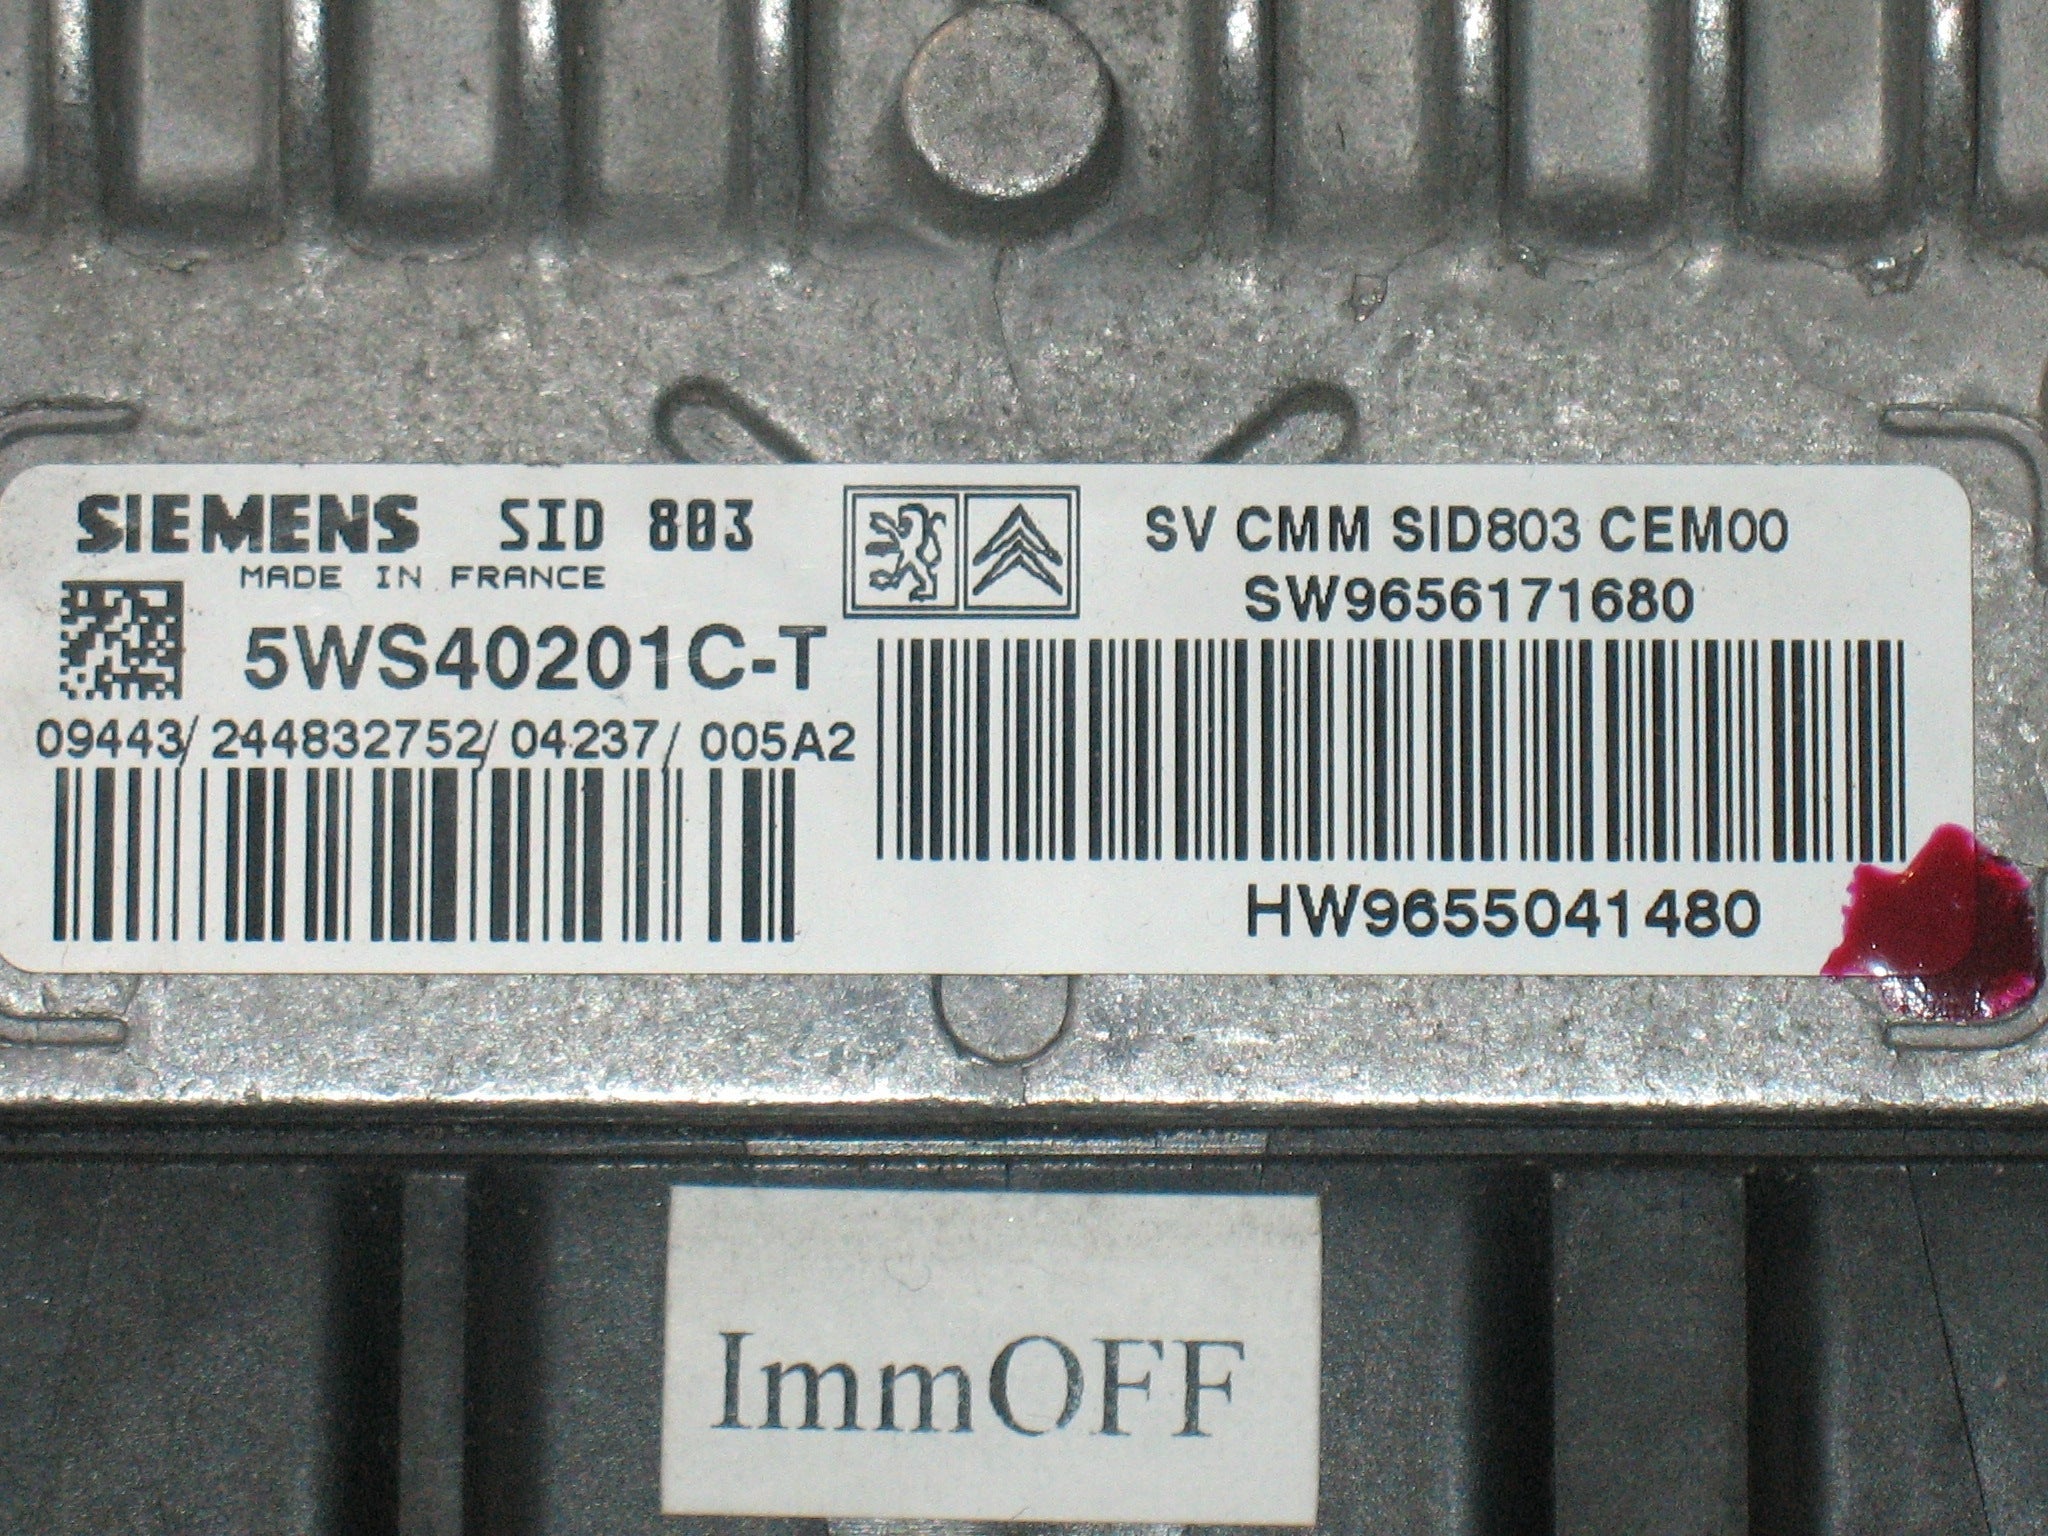 SIEMENS SID 803
MADE IN FRANCE
5WS40201C-T
09443/244832752/04237/005A2
SV CMM SID803 CEM00
SW9656171680
HW9655041480
ImmOFF